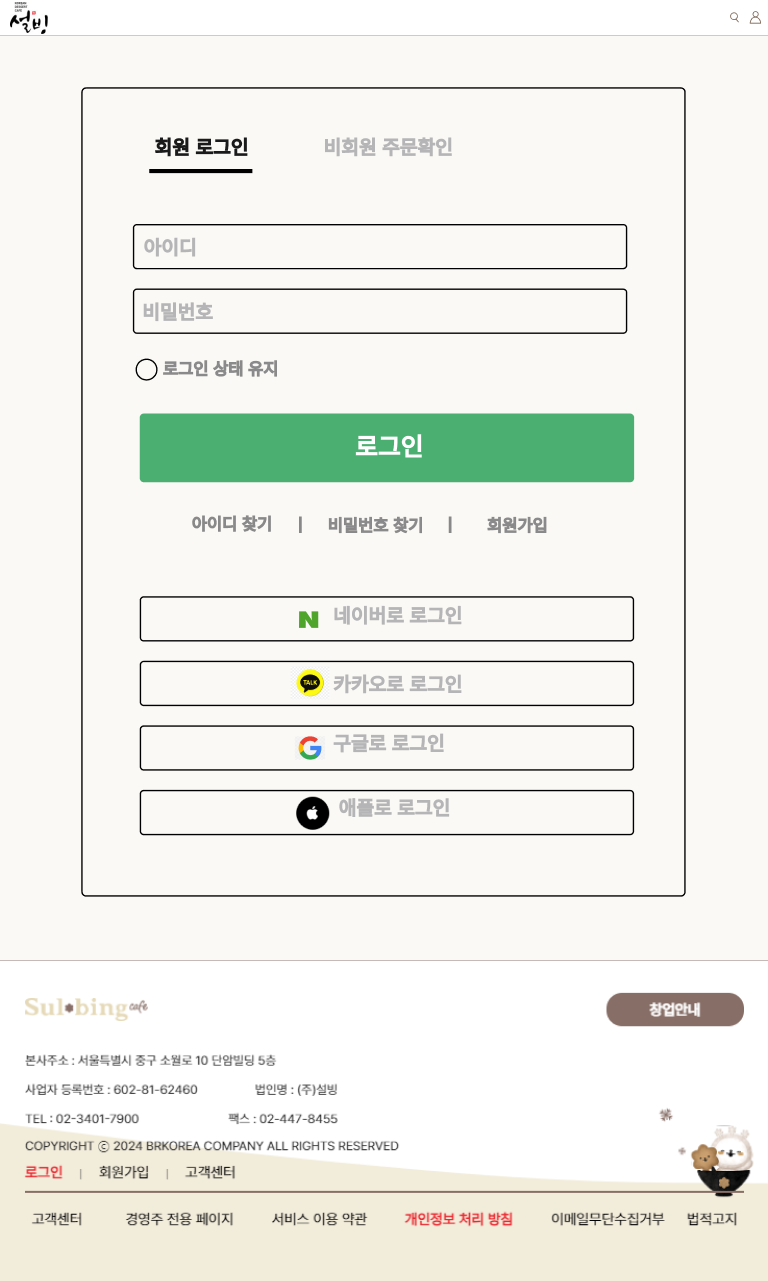 KOREAN
DESSERT
CAFE
설빙
회원 로그인 비회원 주문확인
아이디
비밀번호
로그인 상태 유지
로그인
아이디 찾기 | 비밀번호 찾기 | 회원가입
N 네이버로 로그인
TALK 카카오로 로그인
G 구글로 로그인
애플로 로그인
Sulbing cafe
창업안내
본사주소 : 서울특별시 중구 소월로 10 단암빌딩 5층
사업자 등록번호 : 602-81-62460 법인명 : (주)설빙
TEL : 02-3401-7900 팩스 : 02-447-8455
COPYRIGHT ⓒ 2024 BRKOREA COMPANY ALL RIGHTS RESERVED
로그인 | 회원가입 | 고객센터
고객센터 경영주 전용 페이지 서비스 이용 약관 개인정보 처리 방침 이메일무단수집거부 법적고지